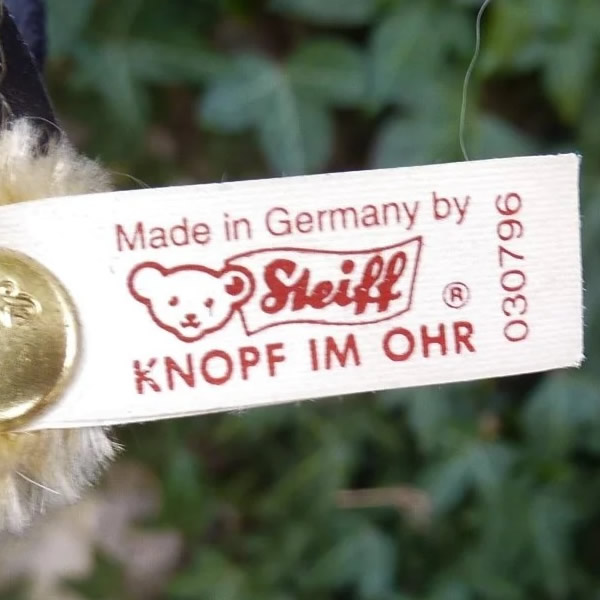 Made in Germany by
Steiff ®
KNOPF IM OHR
030796